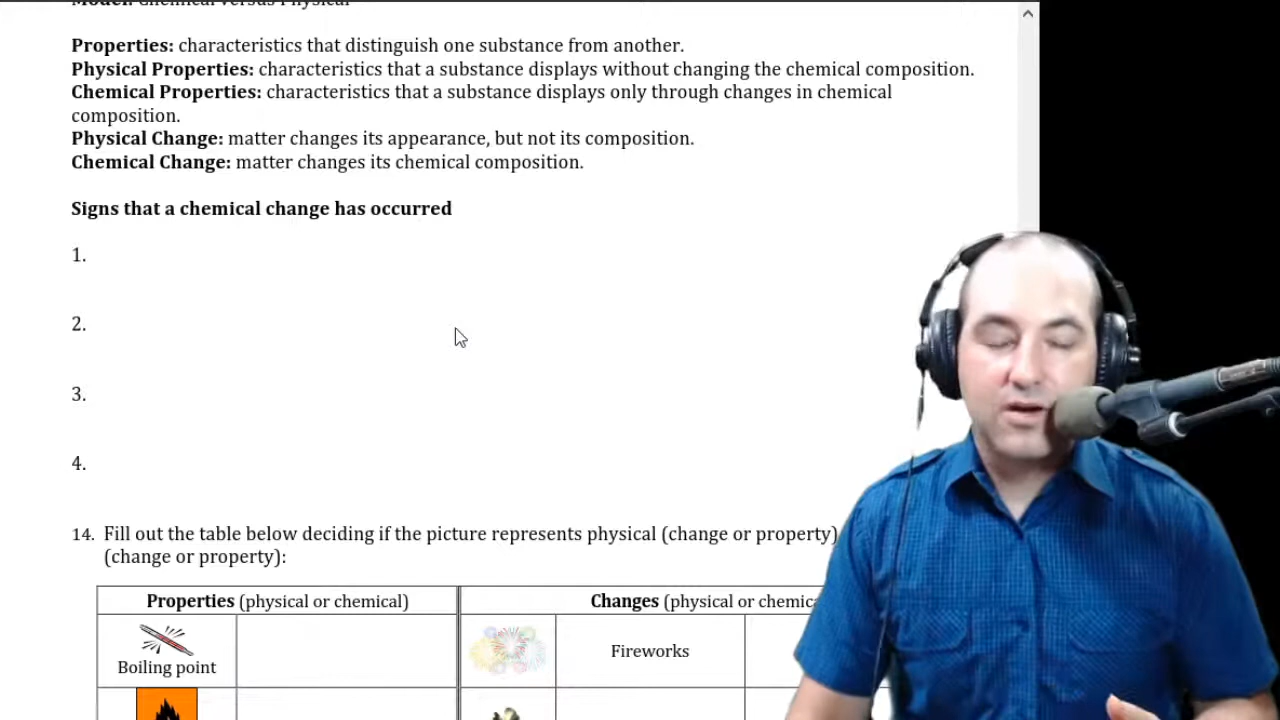 Model: Chemical versus Physical
Properties: characteristics that distinguish one substance from another.
Physical Properties: characteristics that a substance displays without changing the chemical composition.
Chemical Properties: characteristics that a substance displays only through changes in chemical
composition.
Physical Change: matter changes its appearance, but not its composition.
Chemical Change: matter changes its chemical composition.
Signs that a chemical change has occurred
1.
2.
3.
4.
14. Fill out the table below deciding if the picture represents physical (change or property)
(change or property):
Properties (physical or chemical)
Changes (physical or chemic
Boiling point
Fireworks